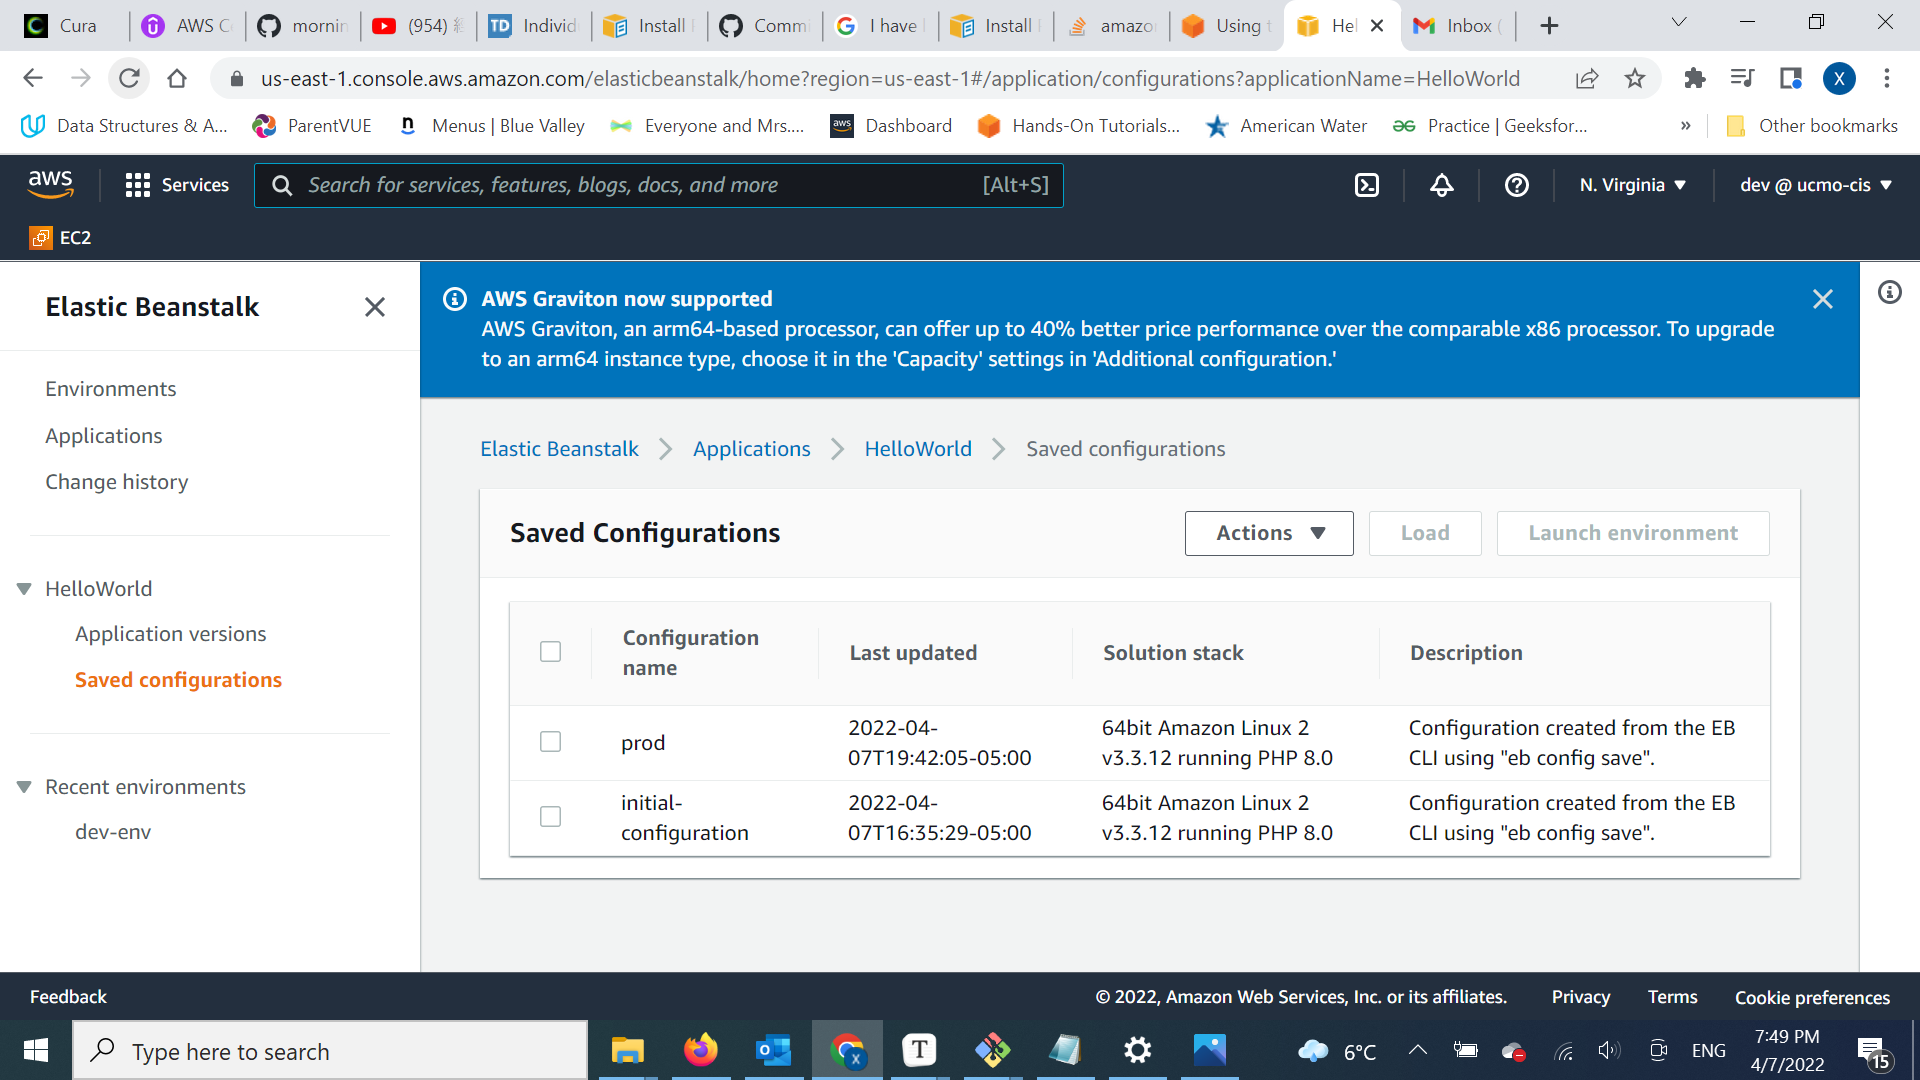 Cura
AWS C
mornin
(954)
TD Individ
Install
Commi
I have
Install
amazo
Using t
Hel
Inbox (
us-east-1.console.aws.amazon.com/elasticbeanstalk/home?region=us-east-1#/application/configurations?applicationName=HelloWorld
X
Data Structures & A...
ParentVUE
n Menus | Blue Valley
Everyone and Mrs....
aws Dashboard
Hands-On Tutorials...
American Water
Practice | Geeksfor...
»
Other bookmarks
aws
Services
Search for services, features, blogs, docs, and more [Alt+S]
N. Virginia
dev @ ucmo-cis
EC2
Elastic Beanstalk
Environments
Applications
Change history
HelloWorld
Application versions
Saved configurations
Recent environments
dev-env
AWS Graviton now supported
AWS Graviton, an arm64-based processor, can offer up to 40% better price performance over the comparable x86 processor. To upgrade
to an arm64 instance type, choose it in the 'Capacity' settings in 'Additional configuration.'
Elastic Beanstalk > Applications > HelloWorld > Saved configurations
Saved Configurations
Actions
Load
Launch environment
Configuration
name
Last updated
Solution stack
Description
prod
2022-04-
07T19:42:05-05:00
64bit Amazon Linux 2
v3.3.12 running PHP 8.0
Configuration created from the EB
CLI using "eb config save".
initial-
configuration
2022-04-
07T16:35:29-05:00
64bit Amazon Linux 2
v3.3.12 running PHP 8.0
Configuration created from the EB
CLI using "eb config save".
Feedback
© 2022, Amazon Web Services, Inc. or its affiliates.
Privacy
Terms
Cookie preferences
Type here to search
T
6°C
ENG
7:49 PM
4/7/2022
15